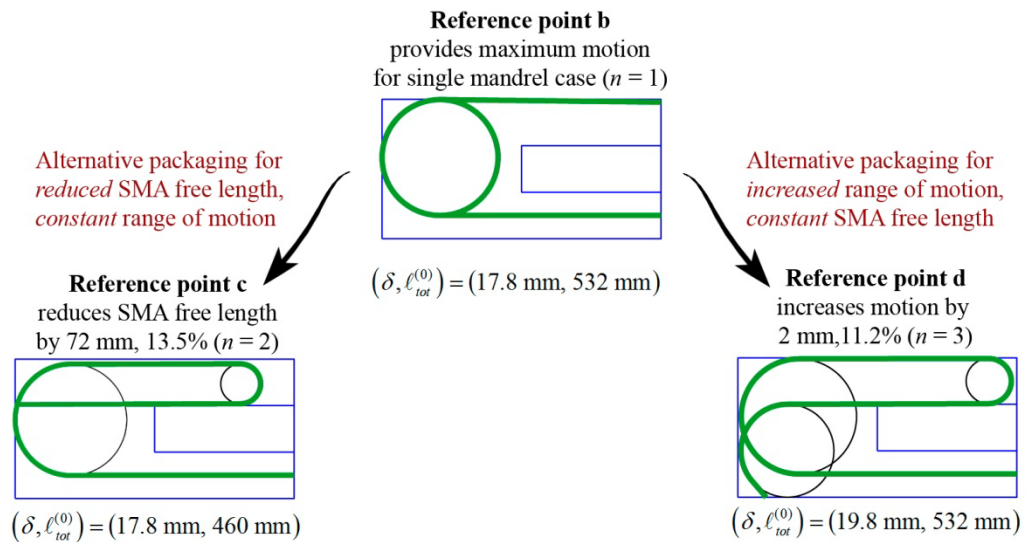 Reference point b
provides maximum motion
for single mandrel case (n = 1)
Alternative packaging for
reduced SMA free length,
constant range of motion
Alternative packaging for
increased range of motion,
constant SMA free length
(δ, ℓ_tot^(0)) = (17.8 mm, 532 mm)
Reference point c
reduces SMA free length
by 72 mm, 13.5% (n = 2)
Reference point d
increases motion by
2 mm,11.2% (n = 3)
(δ, ℓ_tot^(0)) = (17.8 mm, 460 mm)
(δ, ℓ_tot^(0)) = (19.8 mm, 532 mm)